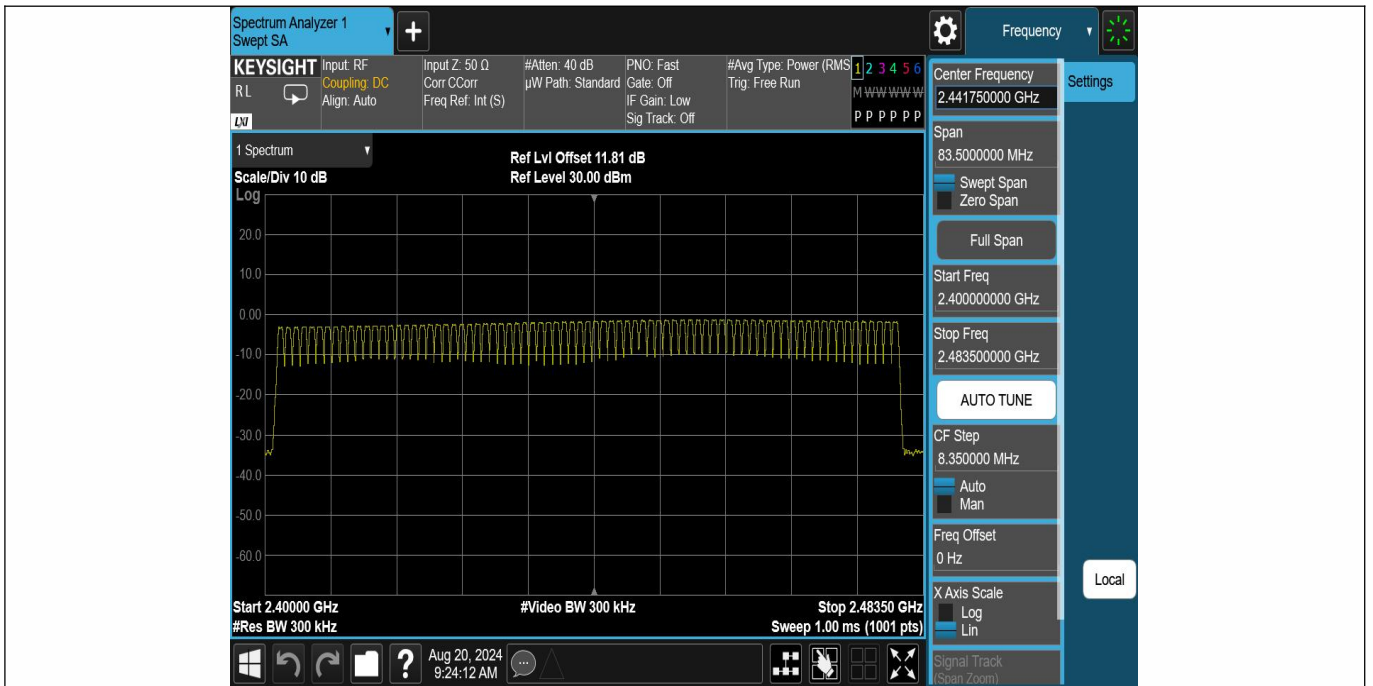 Spectrum Analyzer 1
Swept SA
+
Frequency
KEYSIGHT
RL
LXI
Input: RF
Coupling: DC
Align: Auto
Input Z: 50 Ω
Corr CCorr
Freq Ref: Int (S)
#Atten: 40 dB
µW Path: Standard
PNO: Fast
Gate: Off
IF Gain: Low
Sig Track: Off
#Avg Type: Power (RMS
Trig: Free Run
1 2 3 4 5 6
M W W W W W
P P P P P P
Center Frequency
2.441750000 GHz
Settings
Span
83.5000000 MHz
Swept Span
Zero Span
Full Span
Start Freq
2.400000000 GHz
Stop Freq
2.483500000 GHz
AUTO TUNE
CF Step
8.350000 MHz
Auto
Man
Freq Offset
0 Hz
X Axis Scale
Log
Lin
Signal Track
(Span Zoom)
Local
1 Spectrum
Scale/Div 10 dB
Ref Lvl Offset 11.81 dB
Ref Level 30.00 dBm
Log
20.0
10.0
0.00
-10.0
-20.0
-30.0
-40.0
-50.0
-60.0
Start 2.40000 GHz
#Video BW 300 kHz
Stop 2.48350 GHz
#Res BW 300 kHz
Sweep 1.00 ms (1001 pts)
?
Aug 20, 2024
9:24:12 AM